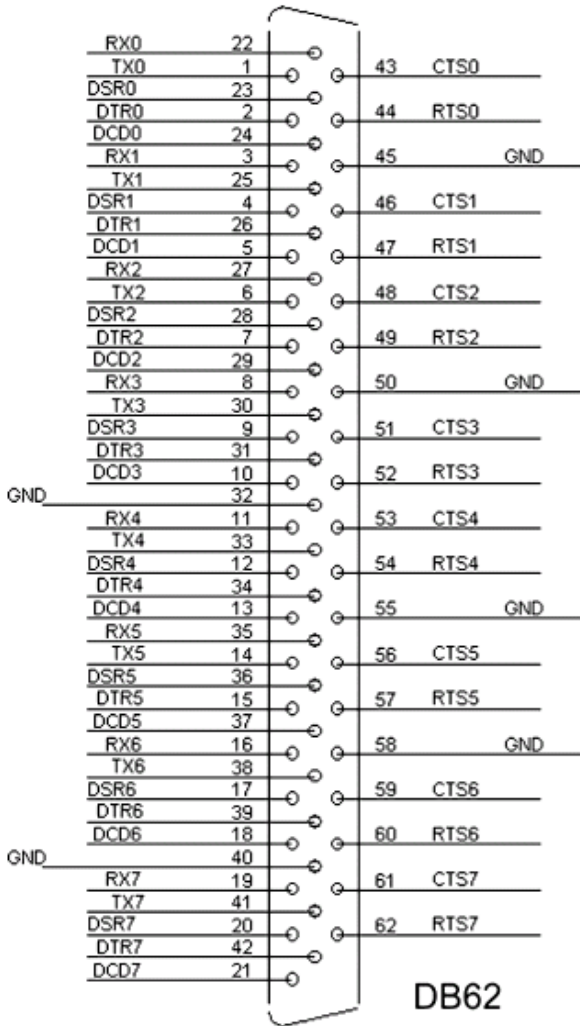 RX0 22
TX0 1 43 CTS0
DSR0 23
DTR0 2 44 RTS0
DCD0 24
RX1 3 45 GND
TX1 25
DSR1 4 46 CTS1
DTR1 26
DCD1 5 47 RTS1
RX2 27
TX2 6 48 CTS2
DSR2 28
DTR2 7 49 RTS2
DCD2 29
RX3 8 50 GND
TX3 30
DSR3 9 51 CTS3
DTR3 31
DCD3 10 52 RTS3
GND 32
RX4 11 53 CTS4
TX4 33
DSR4 12 54 RTS4
DTR4 34
DCD4 13 55 GND
RX5 35
TX5 14 56 CTS5
DSR5 36
DTR5 15 57 RTS5
DCD5 37
RX6 16 58 GND
TX6 38
DSR6 17 59 CTS6
DTR6 39
DCD6 18 60 RTS6
GND 40
RX7 19 61 CTS7
TX7 41
DSR7 20 62 RTS7
DTR7 42
DCD7 21
DB62